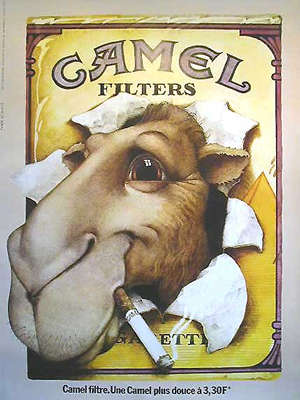 CAMEL
FILTERS
Camel filtre. Une Camel plus douce à 3,30F*